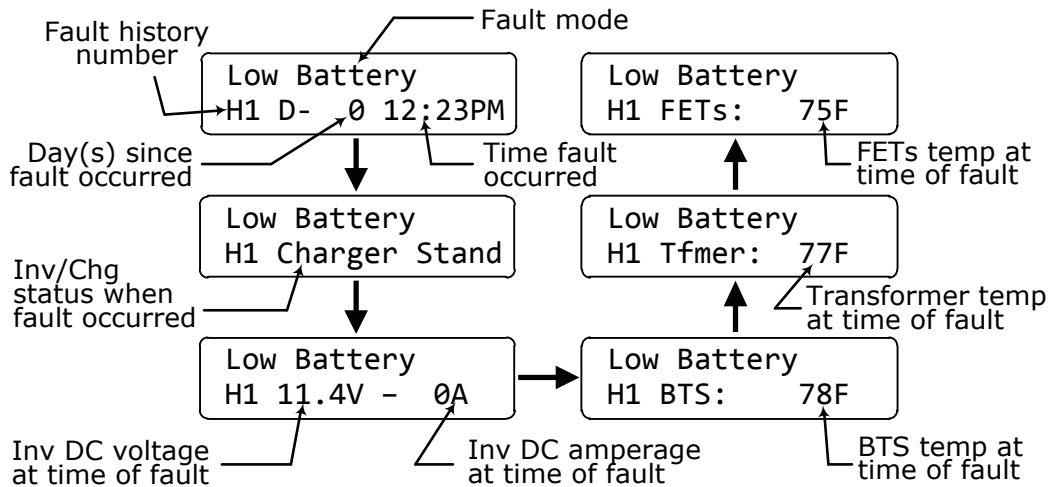 Fault history
number
Fault mode
Low Battery
H1 D-  0 12:23PM
Day(s) since
fault occurred
Time fault
occurred
Low Battery
H1 Charger Stand
Inv/Chg
status when
fault occurred
Low Battery
H1 11.4V –  0A
Inv DC voltage
at time of fault
Inv DC amperage
at time of fault
Low Battery
H1 BTS:    78F
BTS temp at
time of fault
Low Battery
H1 Tfmer:  77F
Transformer temp
at time of fault
Low Battery
H1 FETs:   75F
FETs temp at
time of fault